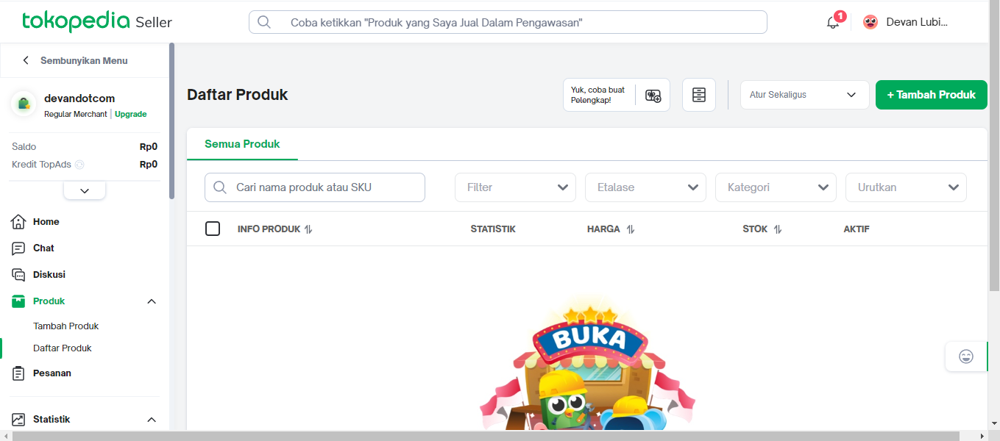 tokopedia Seller
Coba ketikkan "Produk yang Saya Jual Dalam Pengawasan"
1
Devan Lubi...
Sembunyikan Menu
devandotcom
Regular Merchant | Upgrade
Saldo Rp0
Kredit TopAds Rp0
Home
Chat
Diskusi
Produk
Tambah Produk
Daftar Produk
Pesanan
Statistik
Daftar Produk
Yuk, coba buat
Pelengkap!
Atur Sekaligus
+ Tambah Produk
Semua Produk
Cari nama produk atau SKU
Filter
Etalase
Kategori
Urutkan
INFO PRODUK
STATISTIK
HARGA
STOK
AKTIF
BUKA